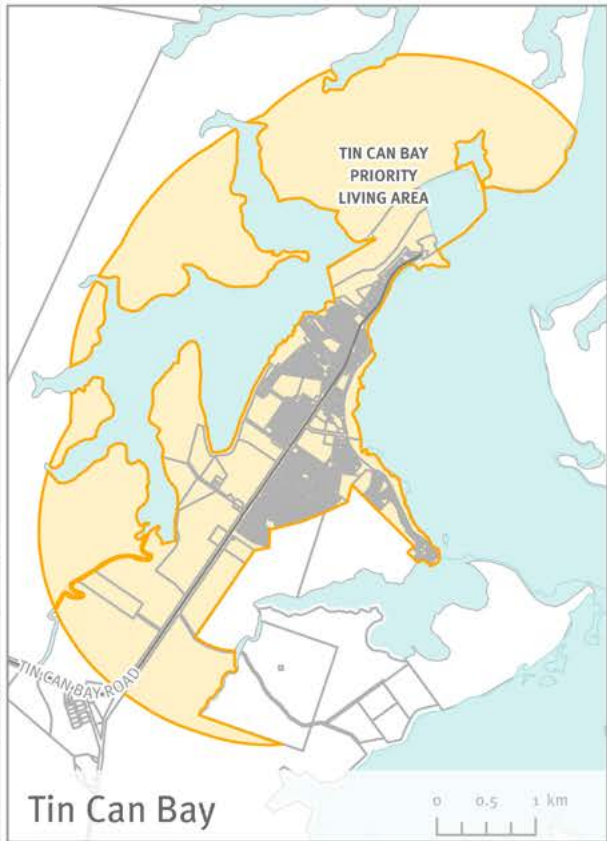 TIN CAN BAY
PRIORITY
LIVING AREA
TIN CAN BAY ROAD
Tin Can Bay
0 0.5 1 km